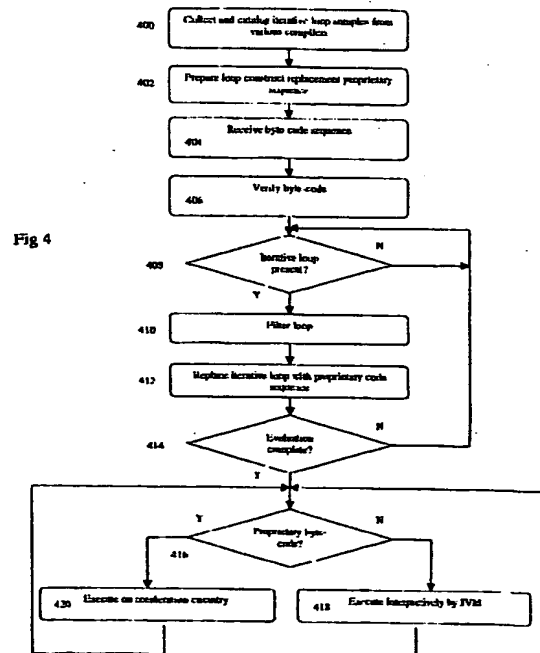 400
Collect and catalog iterative loop samples from
various compilers
402
Prepare loop construct replacement proprietary
sequence
Receive byte code sequence
404
Verify byte-code
406
Fig 4
N
Iterative loop
present?
408
Y
Filter loop
410
Replace iterative loop with proprietary code
sequence
412
N
Evaluation
complete?
414
Y
Y
N
Proprietary byte-
code?
416
Execute on acceleration circuitry
420
Execute interpretively by JVM
418